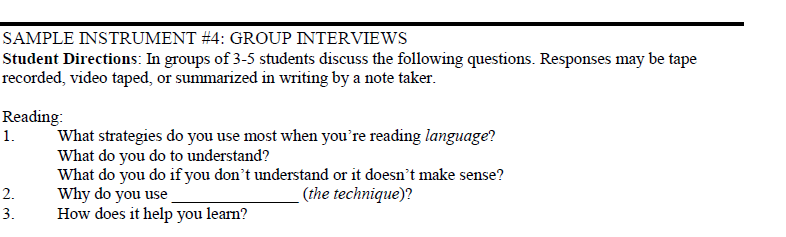 SAMPLE INSTRUMENT #4: GROUP INTERVIEWS
Student Directions: In groups of 3-5 students discuss the following questions. Responses may be tape
recorded, video taped, or summarized in writing by a note taker.
Reading:
1. What strategies do you use most when you’re reading language?
What do you do to understand?
What do you do if you don’t understand or it doesn’t make sense?
2. Why do you use ________________ (the technique)?
3. How does it help you learn?